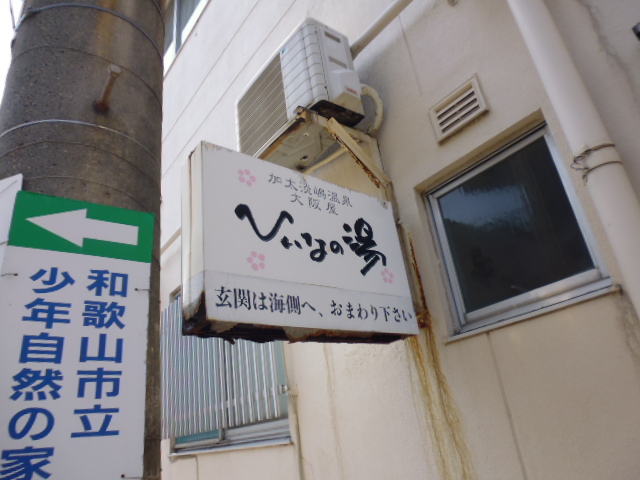 加太淡嶋温泉
大阪屋
ひいなの湯
玄関は海側へ、おまわり下さい
和歌山市立
少年自然の家